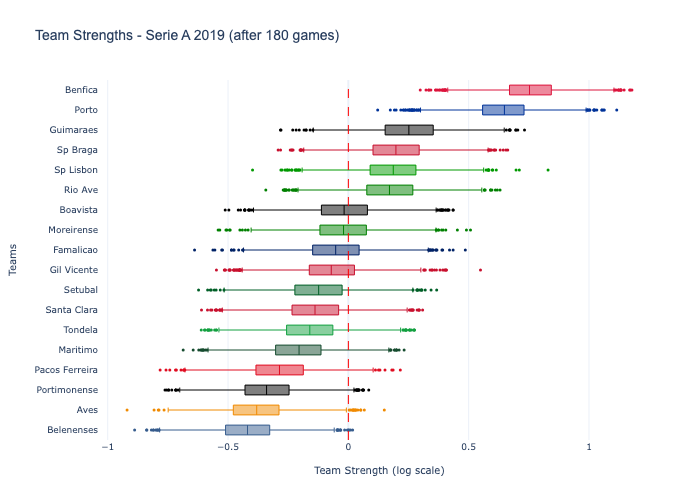 Team Strengths - Serie A 2019 (after 180 games)
Benfica
Porto
Guimaraes
Sp Braga
Sp Lisbon
Rio Ave
Boavista
Moreirense
Famalicao
Gil Vicente
Setubal
Santa Clara
Tondela
Maritimo
Pacos Ferreira
Portimonense
Aves
Belenenses
Teams
−1 −0.5 0 0.5 1
Team Strength (log scale)